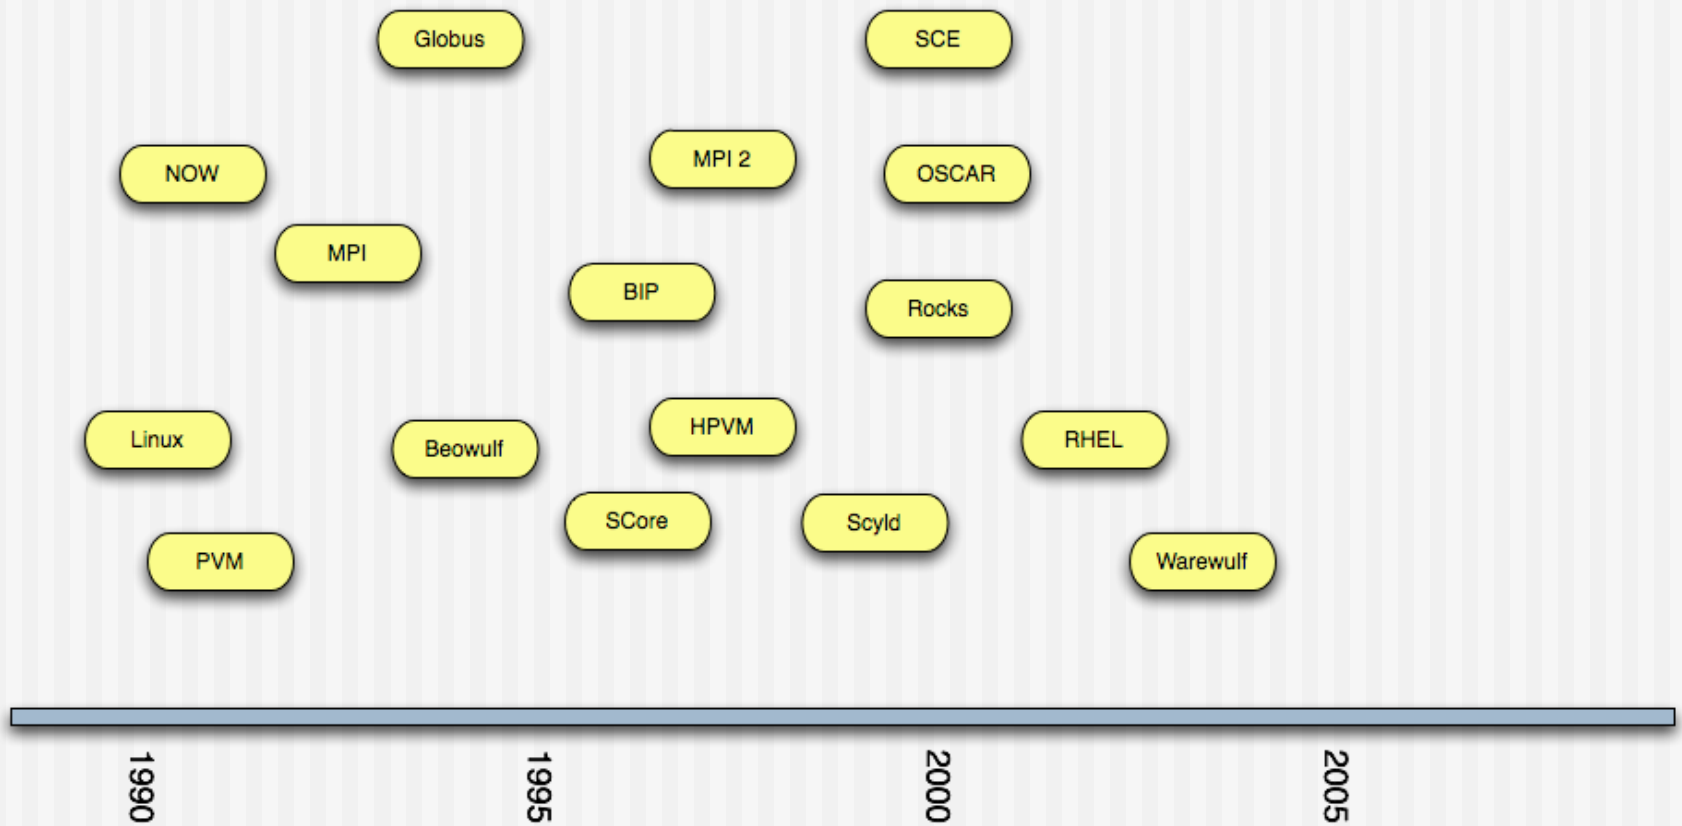 Globus
SCE
MPI 2
NOW
OSCAR
MPI
BIP
Rocks
HPVM
Linux
Beowulf
RHEL
SCore
Scyld
PVM
Warewulf
1990
1995
2000
2005